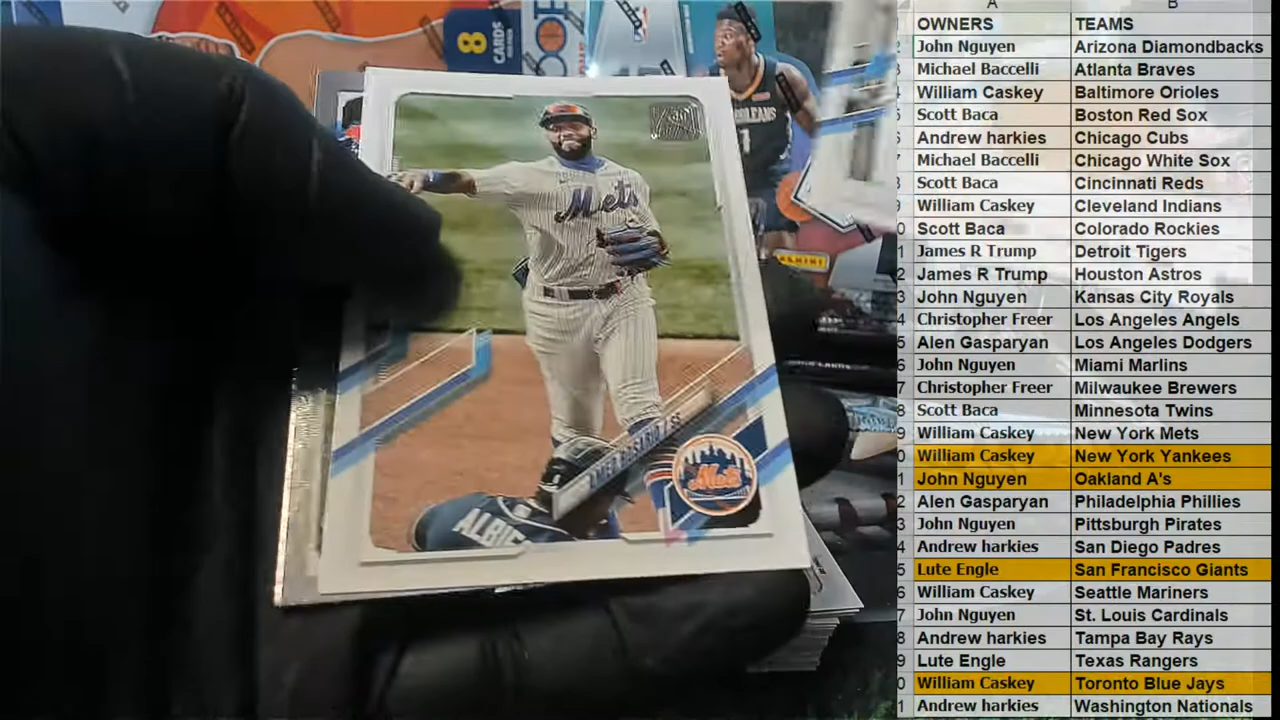 OWNERS TEAMS
John Nguyen Arizona Diamondbacks
Michael Baccelli Atlanta Braves
William Caskey Baltimore Orioles
Scott Baca Boston Red Sox
Andrew harkies Chicago Cubs
Michael Baccelli Chicago White Sox
Scott Baca Cincinnati Reds
William Caskey Cleveland Indians
Scott Baca Colorado Rockies
James R Trump Detroit Tigers
James R Trump Houston Astros
John Nguyen Kansas City Royals
Christopher Freer Los Angeles Angels
Alen Gasparyan Los Angeles Dodgers
John Nguyen Miami Marlins
Christopher Freer Milwaukee Brewers
Scott Baca Minnesota Twins
William Caskey New York Mets
William Caskey New York Yankees
John Nguyen Oakland A's
Alen Gasparyan Philadelphia Phillies
John Nguyen Pittsburgh Pirates
Andrew harkies San Diego Padres
Lute Engle San Francisco Giants
William Caskey Seattle Mariners
John Nguyen St. Louis Cardinals
Andrew harkies Tampa Bay Rays
Lute Engle Texas Rangers
William Caskey Toronto Blue Jays
Andrew harkies Washington Nationals
8 CARDS
PANINI
Mets
AMED ROSARIO / SS
Mets
ALBIE